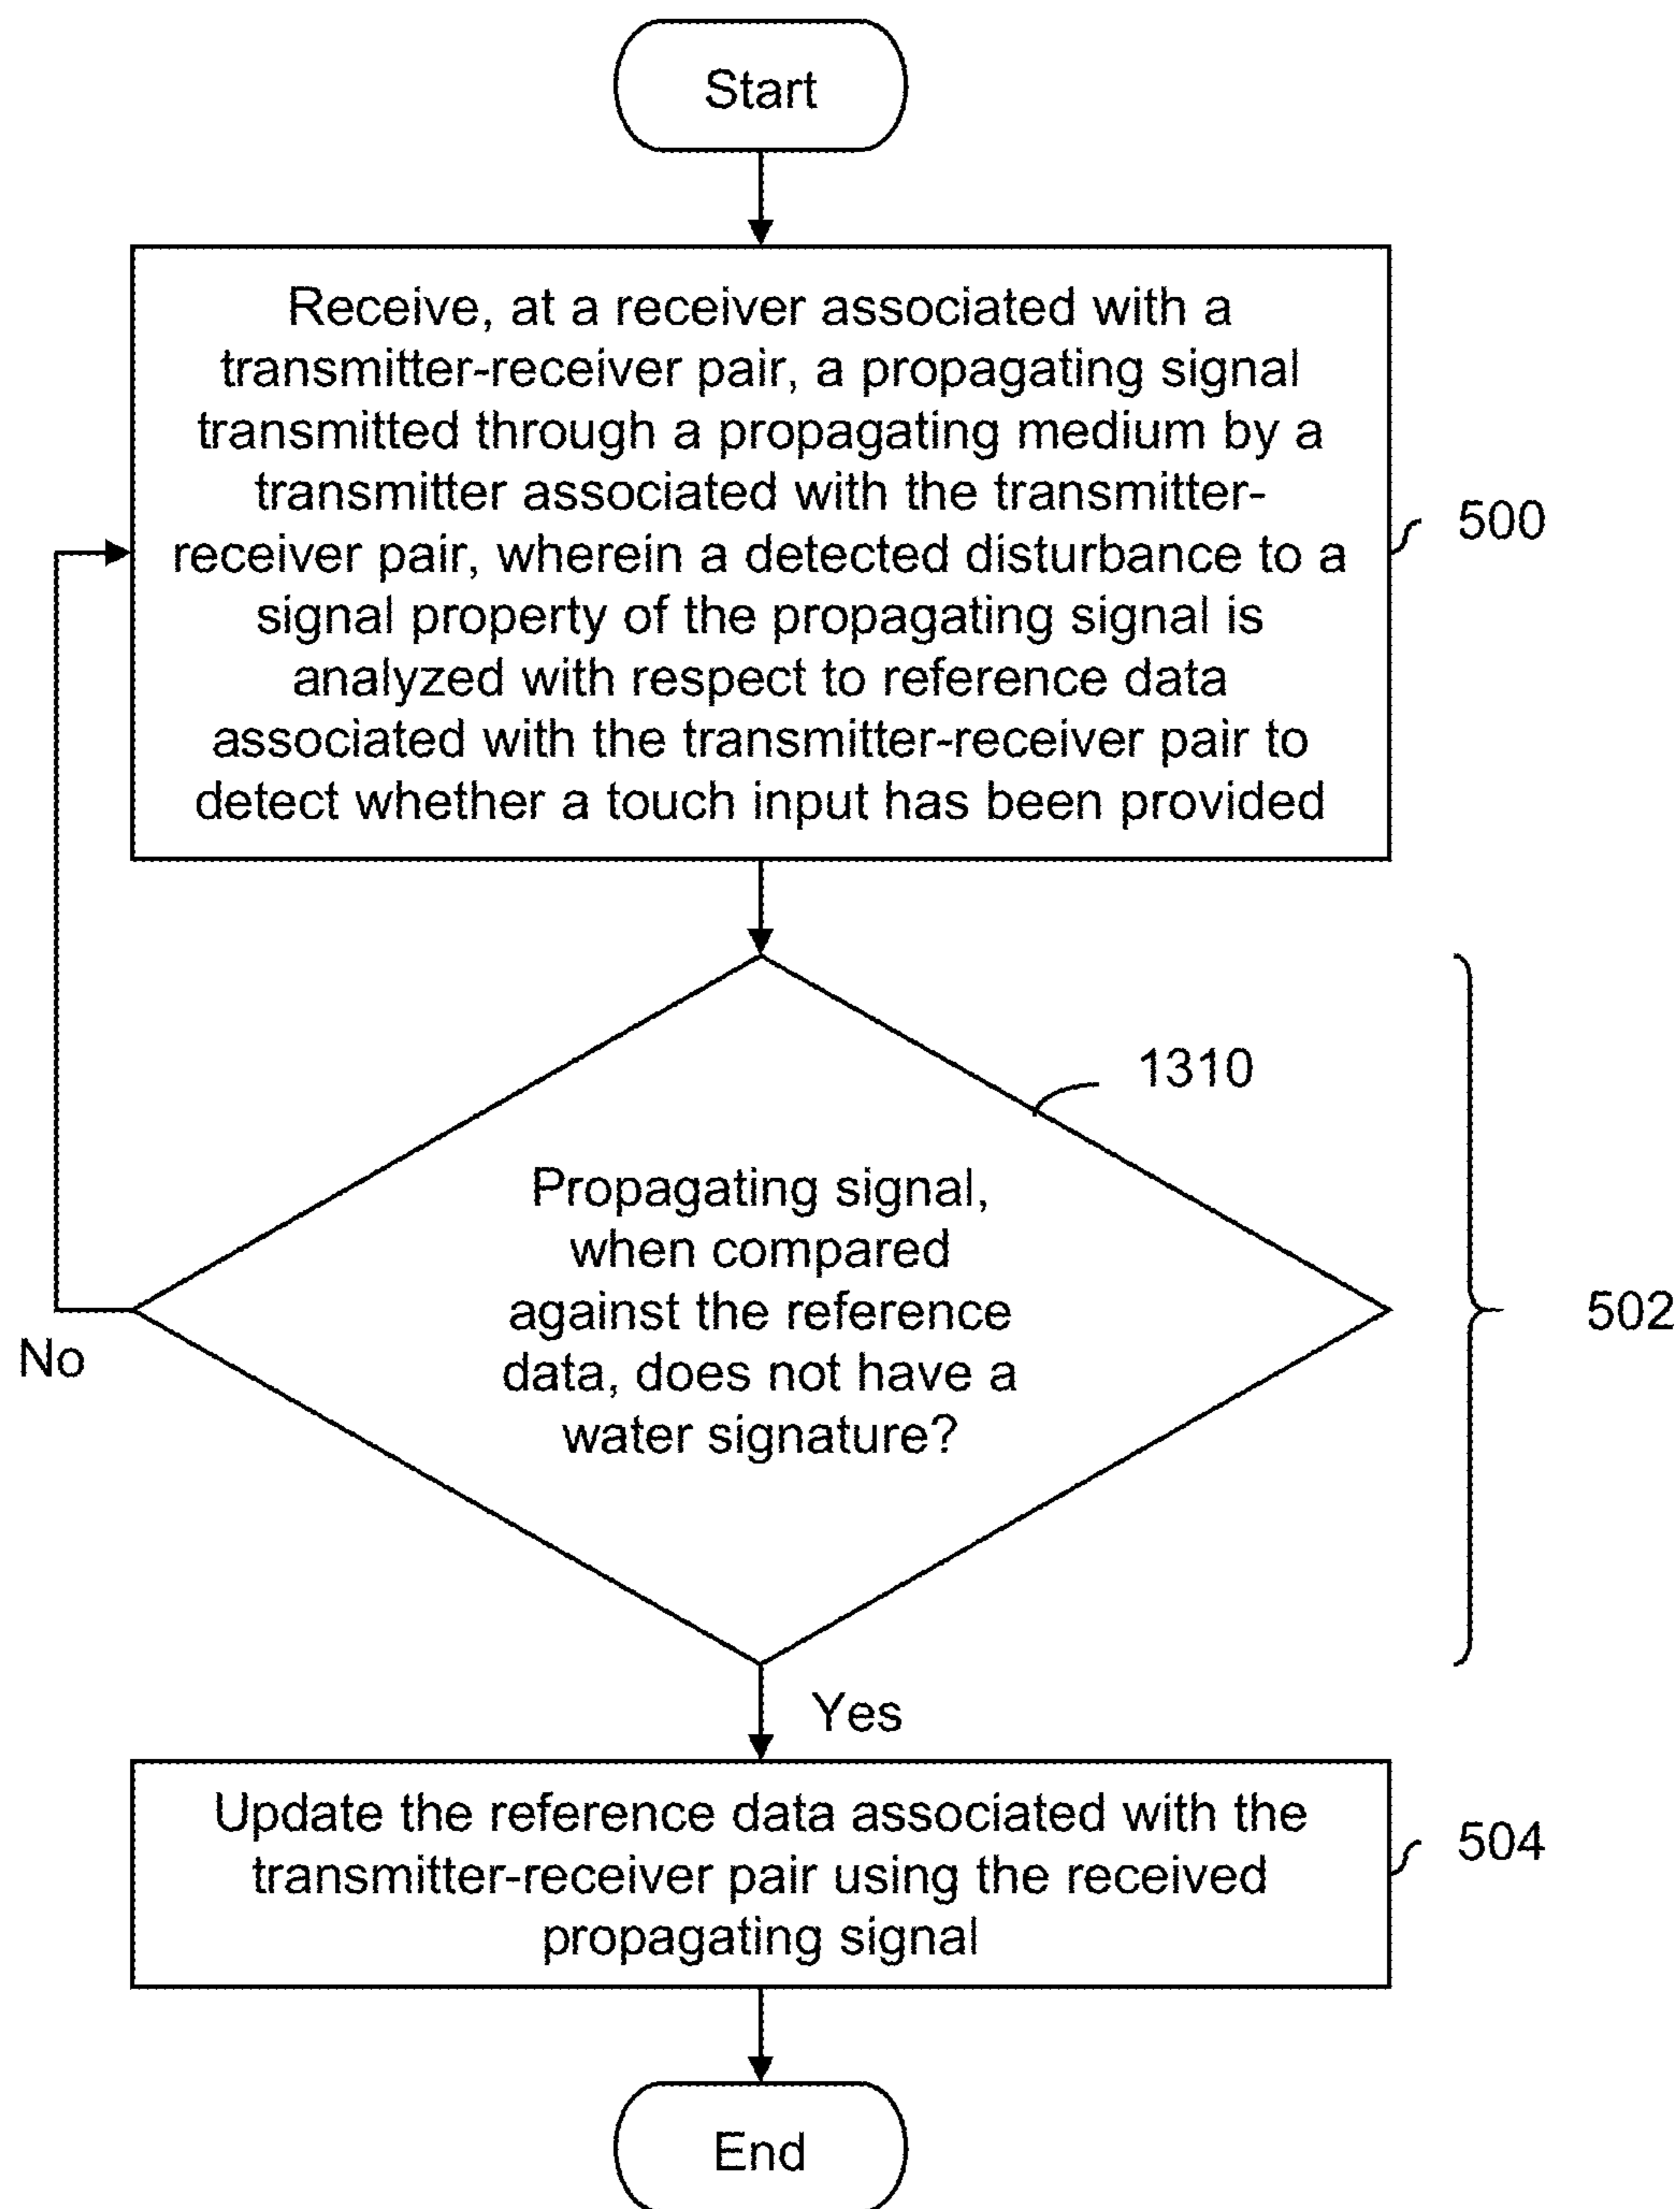 Start
Receive, at a receiver associated with a
transmitter-receiver pair, a propagating signal
transmitted through a propagating medium by a
transmitter associated with the transmitter-
receiver pair, wherein a detected disturbance to a
signal property of the propagating signal is
analyzed with respect to reference data
associated with the transmitter-receiver pair to
detect whether a touch input has been provided
500
1310
Propagating signal,
when compared
against the reference
data, does not have a
water signature?
502
No
Yes
Update the reference data associated with the
transmitter-receiver pair using the received
propagating signal
504
End